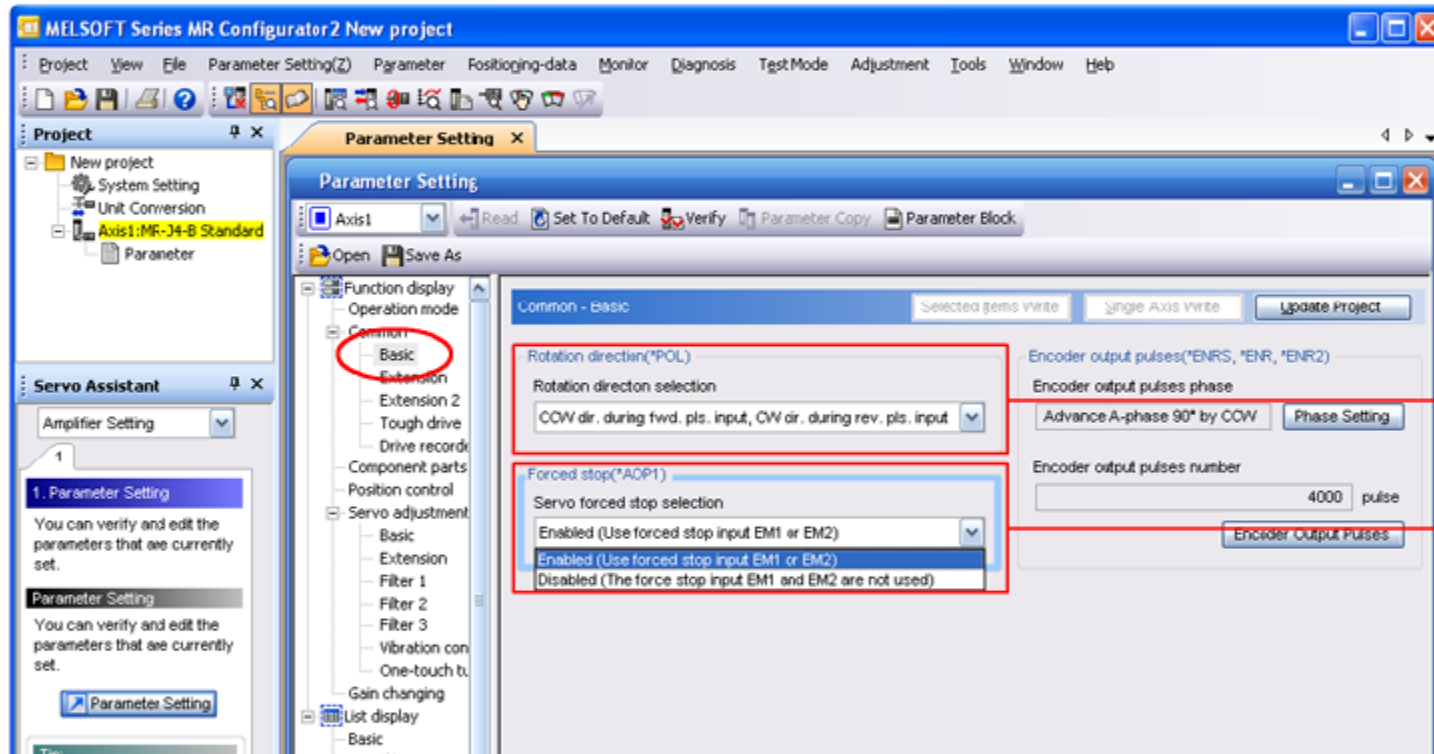 MELSOFT Series MR Configurator2 New project
Project View File Parameter Setting(Z) Parameter Positioning-data Monitor Diagnosis Test Mode Adjustment Tools Window Help
Project
New project
System Setting
Unit Conversion
Axis1:MR-J4-B Standard
Parameter
Servo Assistant
Amplifier Setting
1
1. Parameter Setting
You can verify and edit the
parameters that are currently
set.
Parameter Setting
You can verify and edit the
parameters that are currently
set.
Parameter Setting
Parameter Setting
Parameter Setting
Axis1 Read Set To Default Verify Parameter Copy Parameter Block
Open Save As
Function display
Operation mode
Common
Basic
Extension
Extension 2
Tough drive
Drive recorde
Component parts
Position control
Servo adjustment
Basic
Extension
Filter 1
Filter 2
Filter 3
Vibration con
One-touch tu
Gain changing
List display
Basic
Common - Basic Selected Items Write Single Axis Write Update Project
Rotation direction(*POL)
Rotation directon selection
CCW dir. during fwd. pls. input, CW dir. during rev. pls. input
Forced stop(*AOP1)
Servo forced stop selection
Enabled (Use forced stop input EM1 or EM2)
Enabled (Use forced stop input EM1 or EM2)
Disabled (The force stop input EM1 and EM2 are not used)
Encoder output pulses(*ENRS, *ENR, *ENR2)
Encoder output pulses phase
Advance A-phase 90° by CCW Phase Setting
Encoder output pulses number
4000 pulse
Encoder Output Pulses